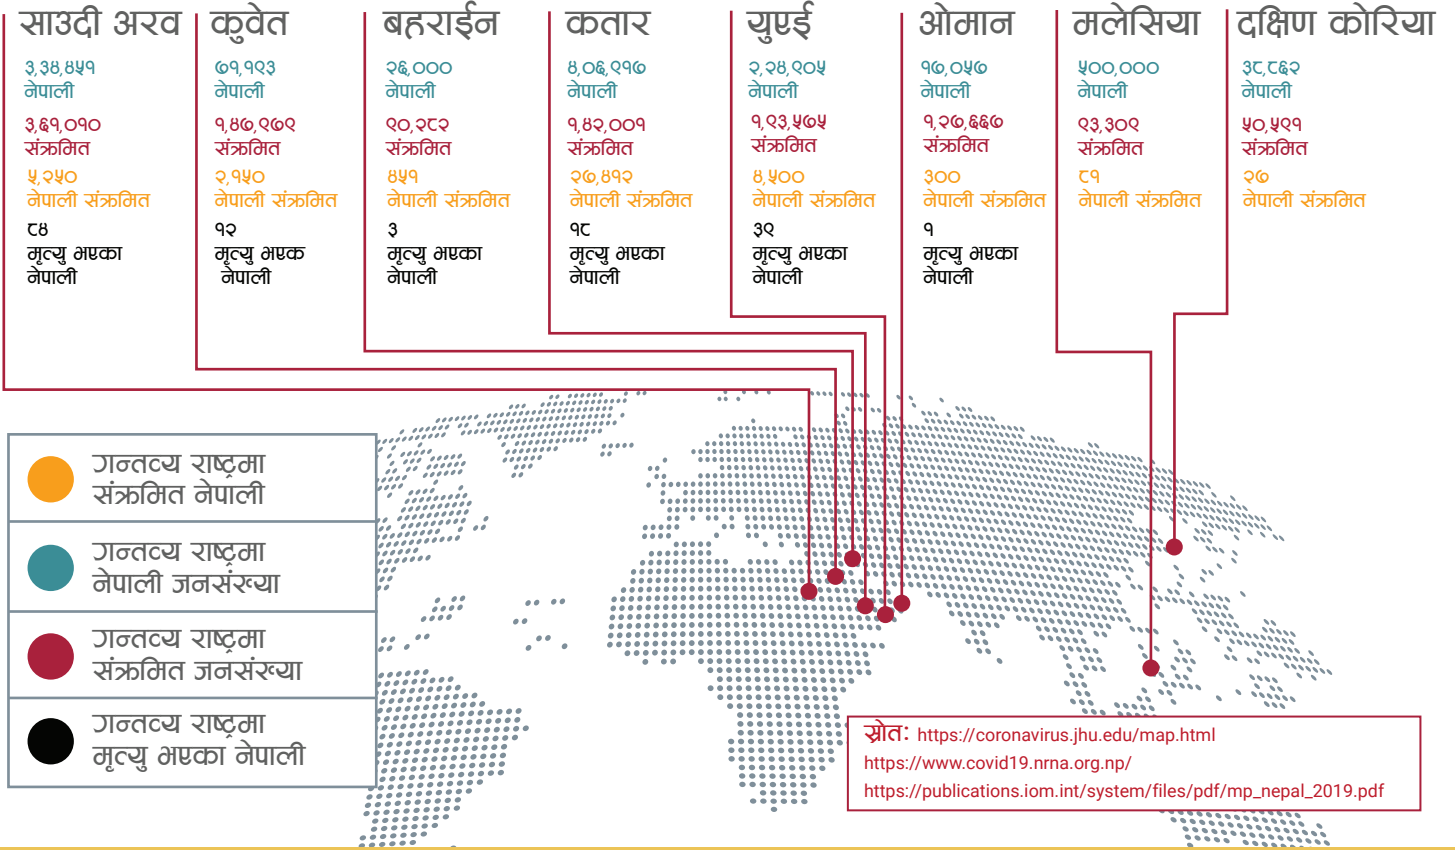 साउदी अरव
३,३४,४५१
नेपाली
३,६१,०१०
संक्रमित
५,२५०
नेपाली संक्रमित
८४
मृत्यु भएका
नेपाली
कुवेत
७१,१९३
नेपाली
१,४७,९७९
संक्रमित
२,१५०
नेपाली संक्रमित
१२
मृत्यु भएक
नेपाली
बहराईन
२६,०००
नेपाली
९०,२८२
संक्रमित
४५१
नेपाली संक्रमित
३
मृत्यु भएका
नेपाली
कतार
४,०६,९१७
नेपाली
१,४२,००१
संक्रमित
२७,४१२
नेपाली संक्रमित
१८
मृत्यु भएका
नेपाली
युएई
२,२४,९०५
नेपाली
१,९३,५७५
संक्रमित
४,५००
नेपाली संक्रमित
३९
मृत्यु भएका
नेपाली
ओमान
१७,०५७
नेपाली
१,२७,६६७
संक्रमित
३००
नेपाली संक्रमित
१
मृत्यु भएका
नेपाली
मलेसिया
५००,०००
नेपाली
९३,३०९
संक्रमित
८१
नेपाली संक्रमित
दक्षिण कोरिया
३८,८६२
नेपाली
५०,५९१
संक्रमित
२७
नेपाली संक्रमित
गन्तव्य राष्ट्रमा
संक्रमित नेपाली
गन्तव्य राष्ट्रमा
नेपाली जनसंख्या
गन्तव्य राष्ट्रमा
संक्रमित जनसंख्या
गन्तव्य राष्ट्रमा
मृत्यु भएका नेपाली
स्रोत: https://coronavirus.jhu.edu/map.html
https://www.covid19.nrna.org.np/
https://publications.iom.int/system/files/pdf/mp_nepal_2019.pdf